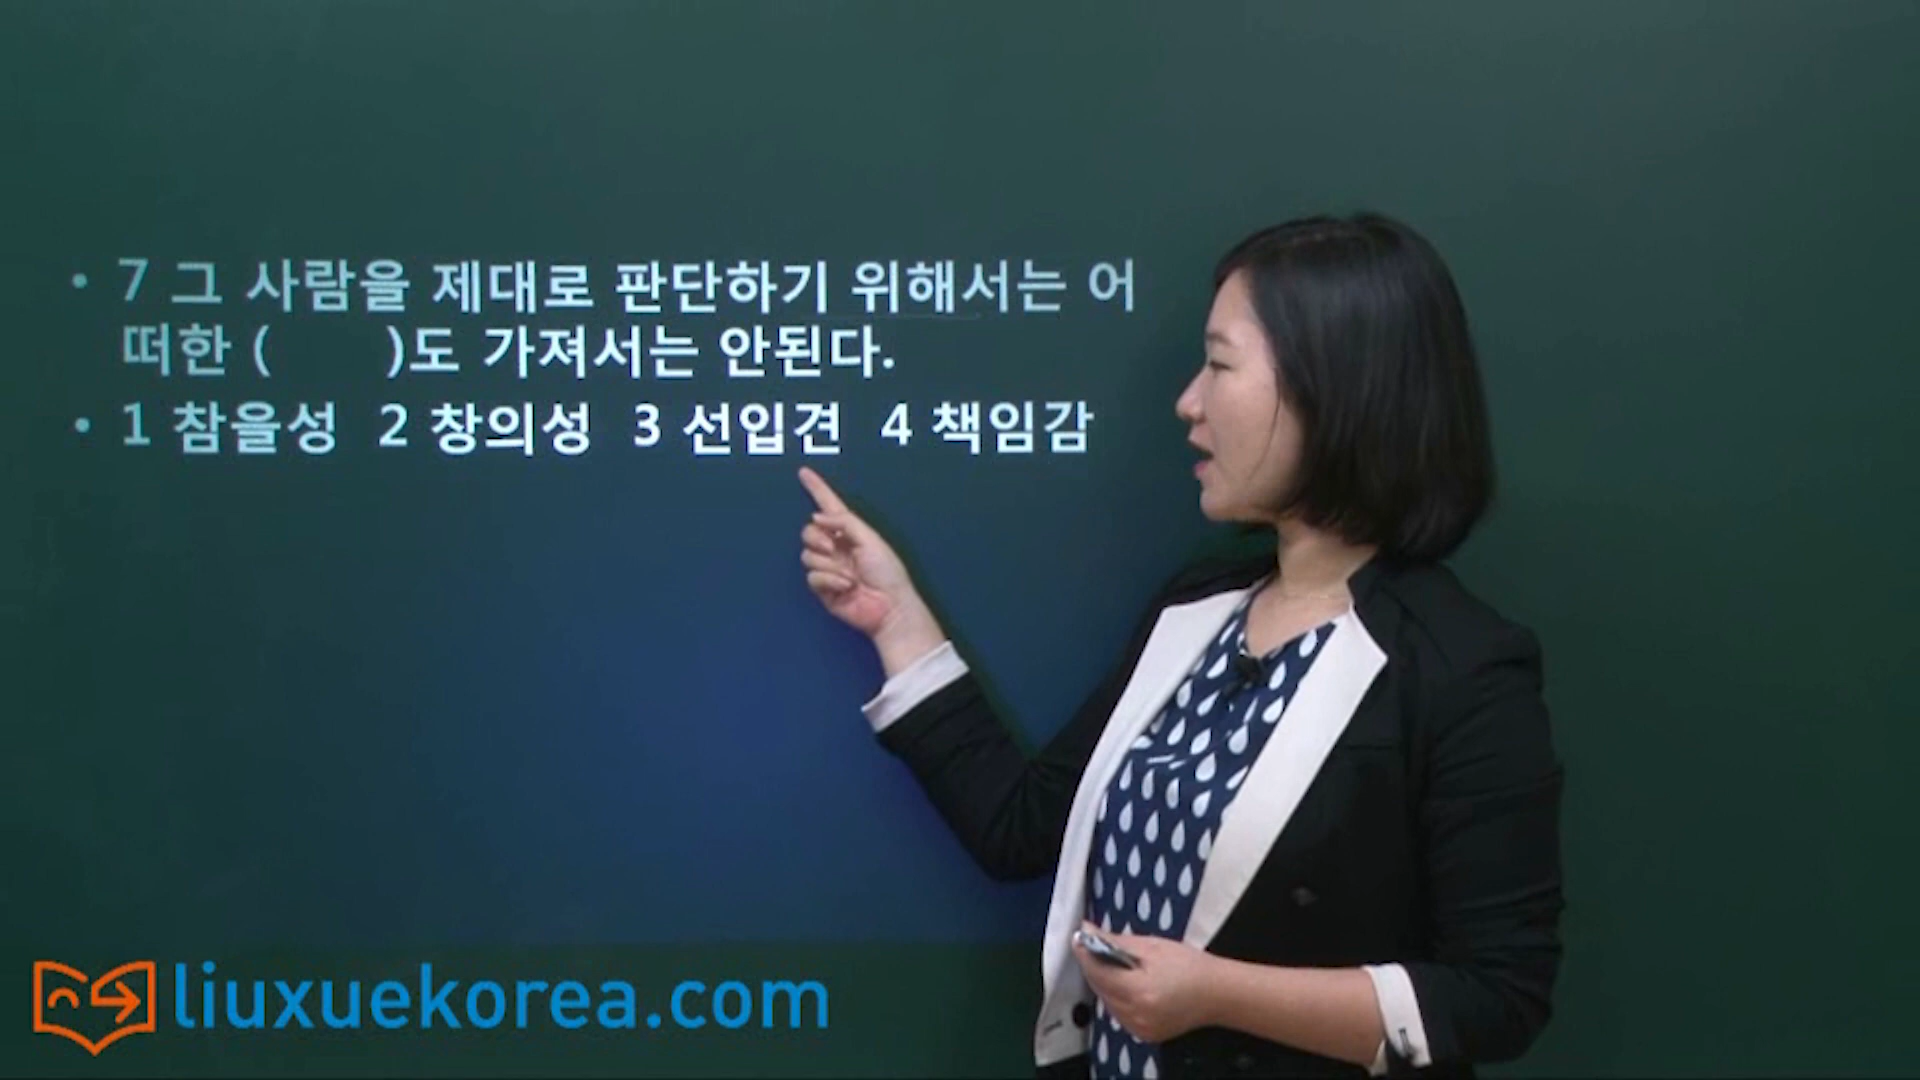 • 7 그 사람을 제대로 판단하기 위해서는 어
떠한 (      )도 가져서는 안된다.
• 1 참을성 2 창의성 3 선입견 4 책임감
liuxuekorea.com